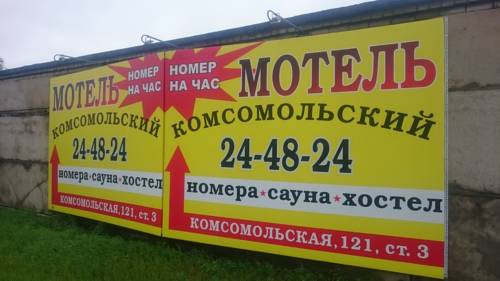 МОТЕЛЬ
НОМЕР
НА ЧАС
КОМСОМОЛЬСКИЙ
24-48-24
номера★сауна★хостел
КОМСОМОЛЬСКАЯ, 121, ст. 3
НОМЕР
НА ЧАС
МОТЕЛЬ
КОМСОМОЛЬСКИЙ
24-48-24
номера★сауна★хостел
КОМСОМОЛЬСКАЯ, 121, ст. 3